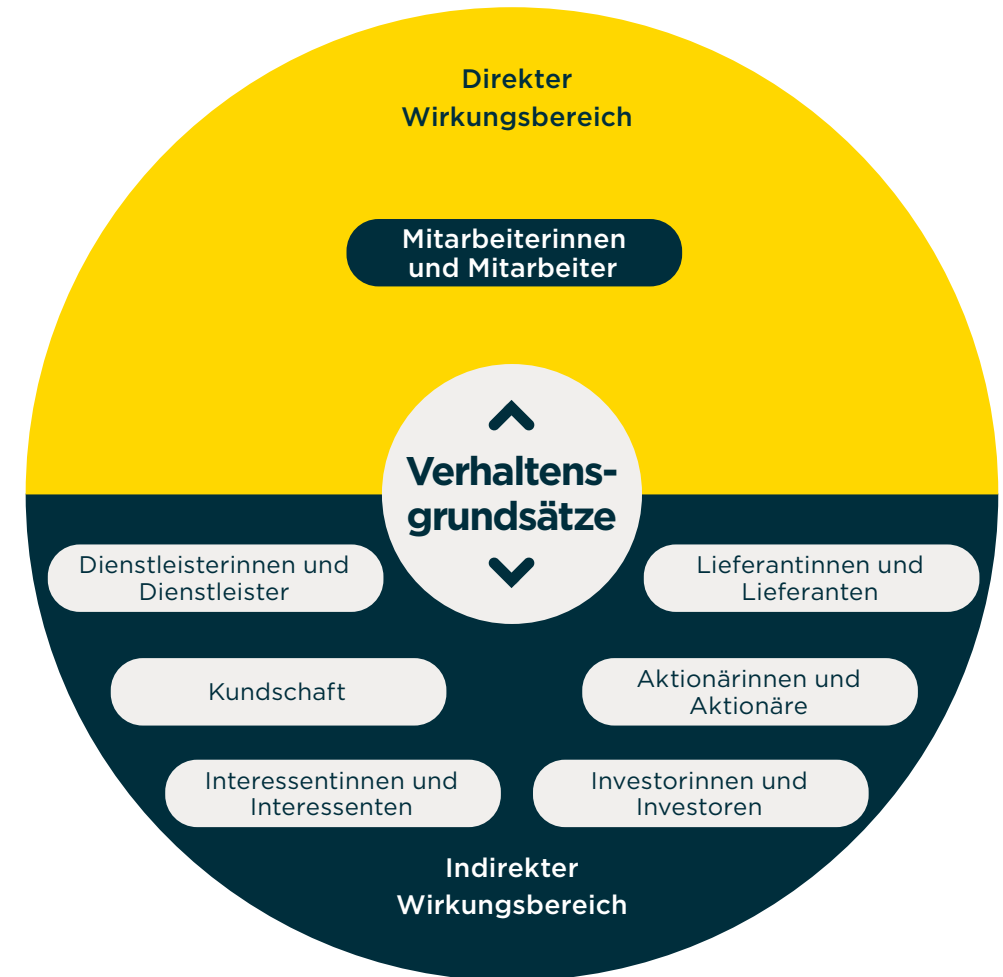 Direkter
Wirkungsbereich
Mitarbeiterinnen
und Mitarbeiter
Verhaltens-
grundsätze
Dienstleisterinnen und
Dienstleister
Lieferantinnen und
Lieferanten
Kundschaft
Aktionärinnen und
Aktionäre
Interessentinnen und
Interessenten
Investorinnen und
Investoren
Indirekter
Wirkungsbereich